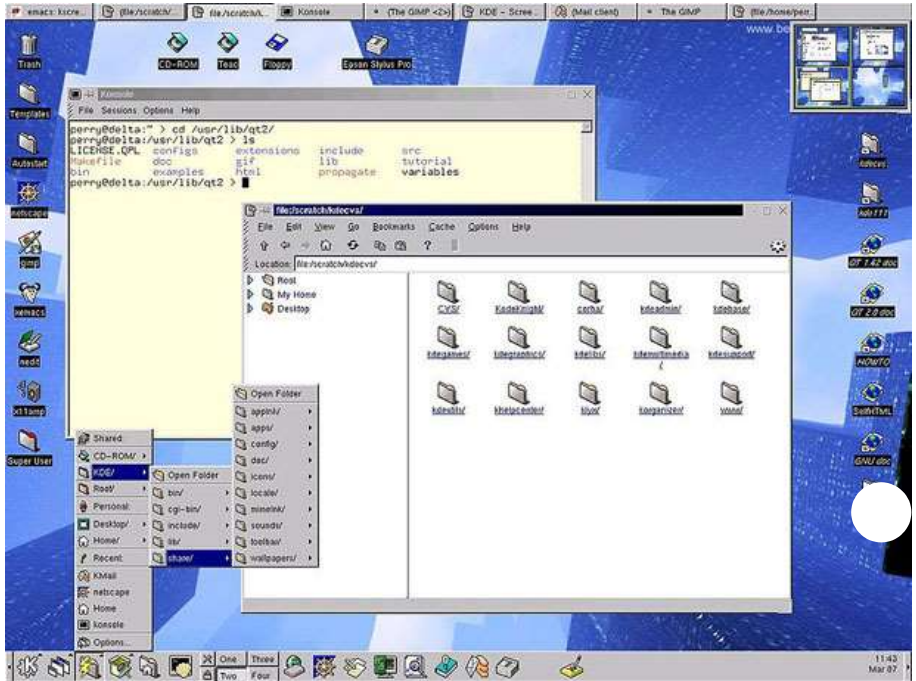 emacs: kscre...
(file:/scratch/...
file:/scratch/k...
Konsole
(The GIMP <2>)
KDE - Scree...
(Mail client)
The GIMP
(file:/home/perr...
www.be
Trash
CD-ROM
Teac
Floppy
Epson Stylus Pro
Templates
Autostart
netscape
gimp
xemacs
nedit
x11amp
Super User
Konsole
File Sessions Options Help
perry@delta:~ > cd /usr/lib/qt2/
perry@delta:/usr/lib/qt2 > ls
LICENSE.QPL configs extensions include src
Makefile doc gif lib tutorial
bin examples html propagate variables
perry@delta:/usr/lib/qt2 >
file:/scratch/kdecvs/
File Edit View Go Bookmarks Cache Options Help
Location: file:/scratch/kdecvs/
Root
My Home
Desktop
CVS/ KodeKnight/ corba/ kdeadmin/ kdebase/
kdegames/ kdegraphics/ kdelibs/ kdemultimedia/ kdesupport/
kdeutils/ khelpcenter/ klyx/ korganizer/ www/
Open Folder
applnk/
apps/
config/
doc/
icons/
locale/
mimelnk/
sounds/
toolbar/
wallpapers/
Shared:
CD-ROM/
KDE/
Root/
Personal:
Desktop/
Home/
Recent:
KMail
netscape
Home
konsole
Options...
Open Folder
bin/
cgi-bin/
include/
lib/
share/
kdecvs
QT 1.42 doc
QT 2.0 doc
HOWTO
SelfHTML
GNU doc
One Three
Two Four
11:43
Mar 07